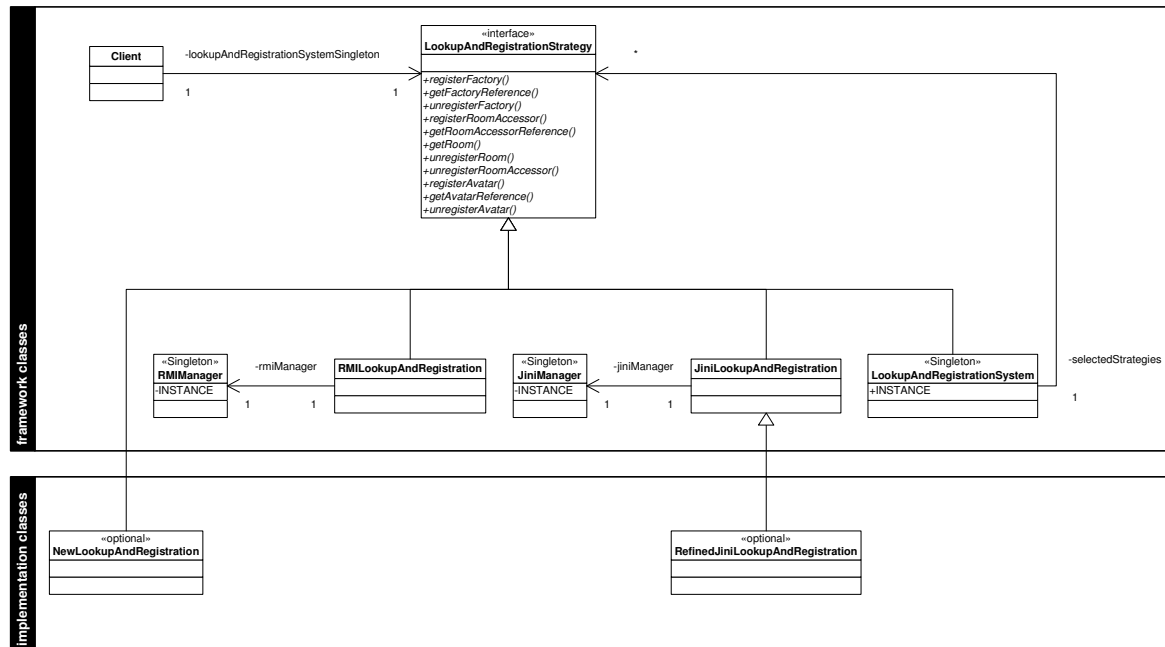 «interface»
LookupAndRegistrationStrategy
+registerFactory()
+getFactoryReference()
+unregisterFactory()
+registerRoomAccessor()
+getRoomAccessorReference()
+getRoom()
+unregisterRoom()
+unregisterRoomAccessor()
+registerAvatar()
+getAvatarReference()
+unregisterAvatar()
Client
-lookupAndRegistrationSystemSingleton
1
1
*
framework classes
«Singleton»
RMIManager
-INSTANCE
-rmiManager
1
1
RMILookupAndRegistration
«Singleton»
JiniManager
-INSTANCE
-jiniManager
1
1
JiniLookupAndRegistration
«Singleton»
LookupAndRegistrationSystem
+INSTANCE
-selectedStrategies
1
implementation classes
«optional»
NewLookupAndRegistration
«optional»
RefinedJiniLookupAndRegistration